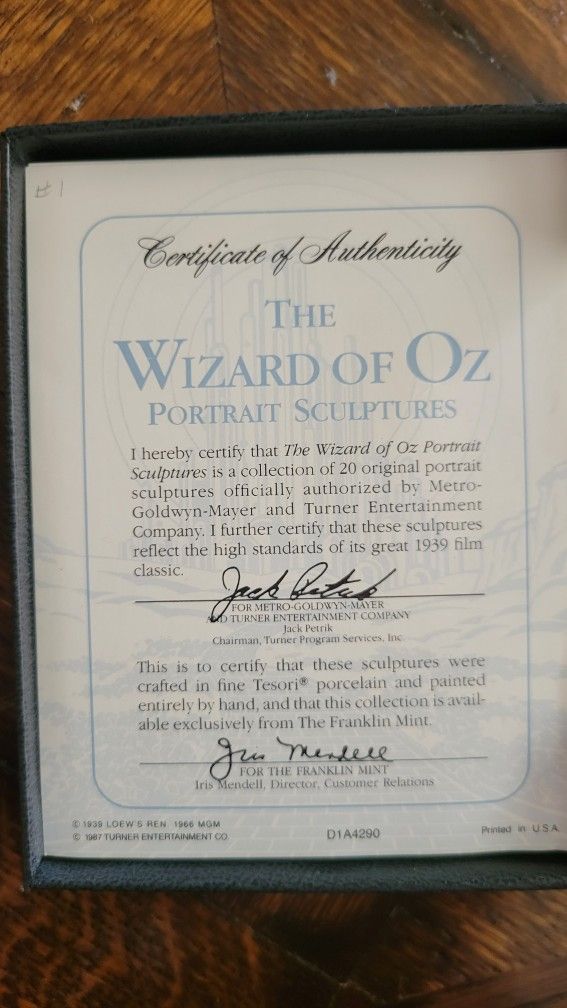 #1
Certificate of Authenticity
THE
WIZARD OF OZ
PORTRAIT SCULPTURES
I hereby certify that The Wizard of Oz Portrait
Sculptures is a collection of 20 original portrait
sculptures officially authorized by Metro-
Goldwyn-Mayer and Turner Entertainment
Company. I further certify that these sculptures
reflect the high standards of its great 1939 film
classic.
Jack Petrik
FOR METRO-GOLDWYN-MAYER
AND TURNER ENTERTAINMENT COMPANY
Jack Petrik
Chairman, Turner Program Services, Inc.
This is to certify that these sculptures were
crafted in fine Tesori® porcelain and painted
entirely by hand, and that this collection is avail-
able exclusively from The Franklin Mint.
Iris Mendell
FOR THE FRANKLIN MINT
Iris Mendell, Director, Customer Relations
© 1939 LOEW'S REN. 1966 MGM
© 1987 TURNER ENTERTAINMENT CO.
D1A4290
Printed in U.S.A.